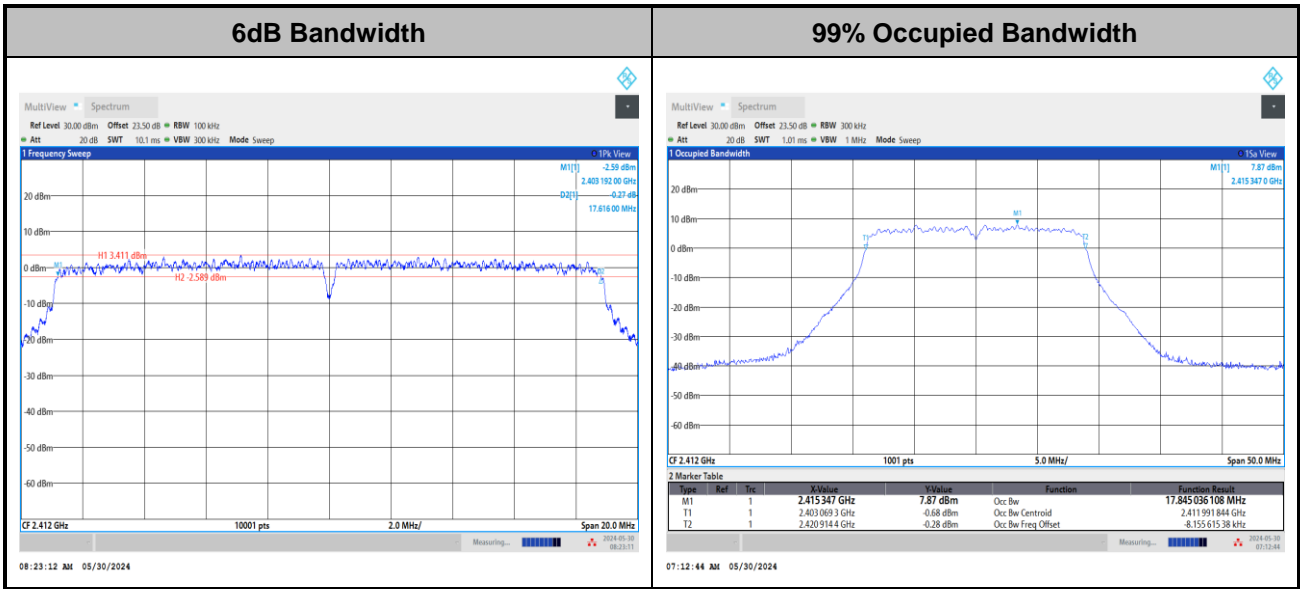 6dB Bandwidth
MultiView Spectrum
Ref Level 30.00 dBm Offset 23.50 dB RBW 100 kHz
Att 20 dB SWT 10.1 ms VBW 300 kHz Mode Sweep
1 Frequency Sweep 1Pk View
M1[1] -2.59 dBm
2.403 192 00 GHz
D2[1] -0.27 dB
17.616 00 MHz
20 dBm
10 dBm
H1 3.411 dBm
0 dBm
M1
D2
H2 -2.589 dBm
-10 dBm
-20 dBm
-30 dBm
-40 dBm
-50 dBm
-60 dBm
CF 2.412 GHz 10001 pts 2.0 MHz/ Span 20.0 MHz
Measuring... 2024-05-30
08:23:11
08:23:12 AM 05/30/2024
99% Occupied Bandwidth
MultiView Spectrum
Ref Level 30.00 dBm Offset 23.50 dB RBW 300 kHz
Att 20 dB SWT 1.01 ms VBW 1 MHz Mode Sweep
1 Occupied Bandwidth 1Sa View
M1[1] 7.87 dBm
2.415 347 0 GHz
20 dBm
M1
10 dBm
T1
T2
0 dBm
-10 dBm
-20 dBm
-30 dBm
-40 dBm
-50 dBm
-60 dBm
CF 2.412 GHz 1001 pts 5.0 MHz/ Span 50.0 MHz
2 Marker Table
Type Ref Trc X-Value Y-Value Function Function Result
M1 1 2.415 347 GHz 7.87 dBm Occ Bw 17.845 036 108 MHz
T1 1 2.403 069 3 GHz -0.68 dBm Occ Bw Centroid 2.411 991 844 GHz
T2 1 2.420 914 4 GHz -0.28 dBm Occ Bw Freq Offset -8.155 615 38 kHz
Measuring... 2024-05-30
07:12:44
07:12:44 AM 05/30/2024